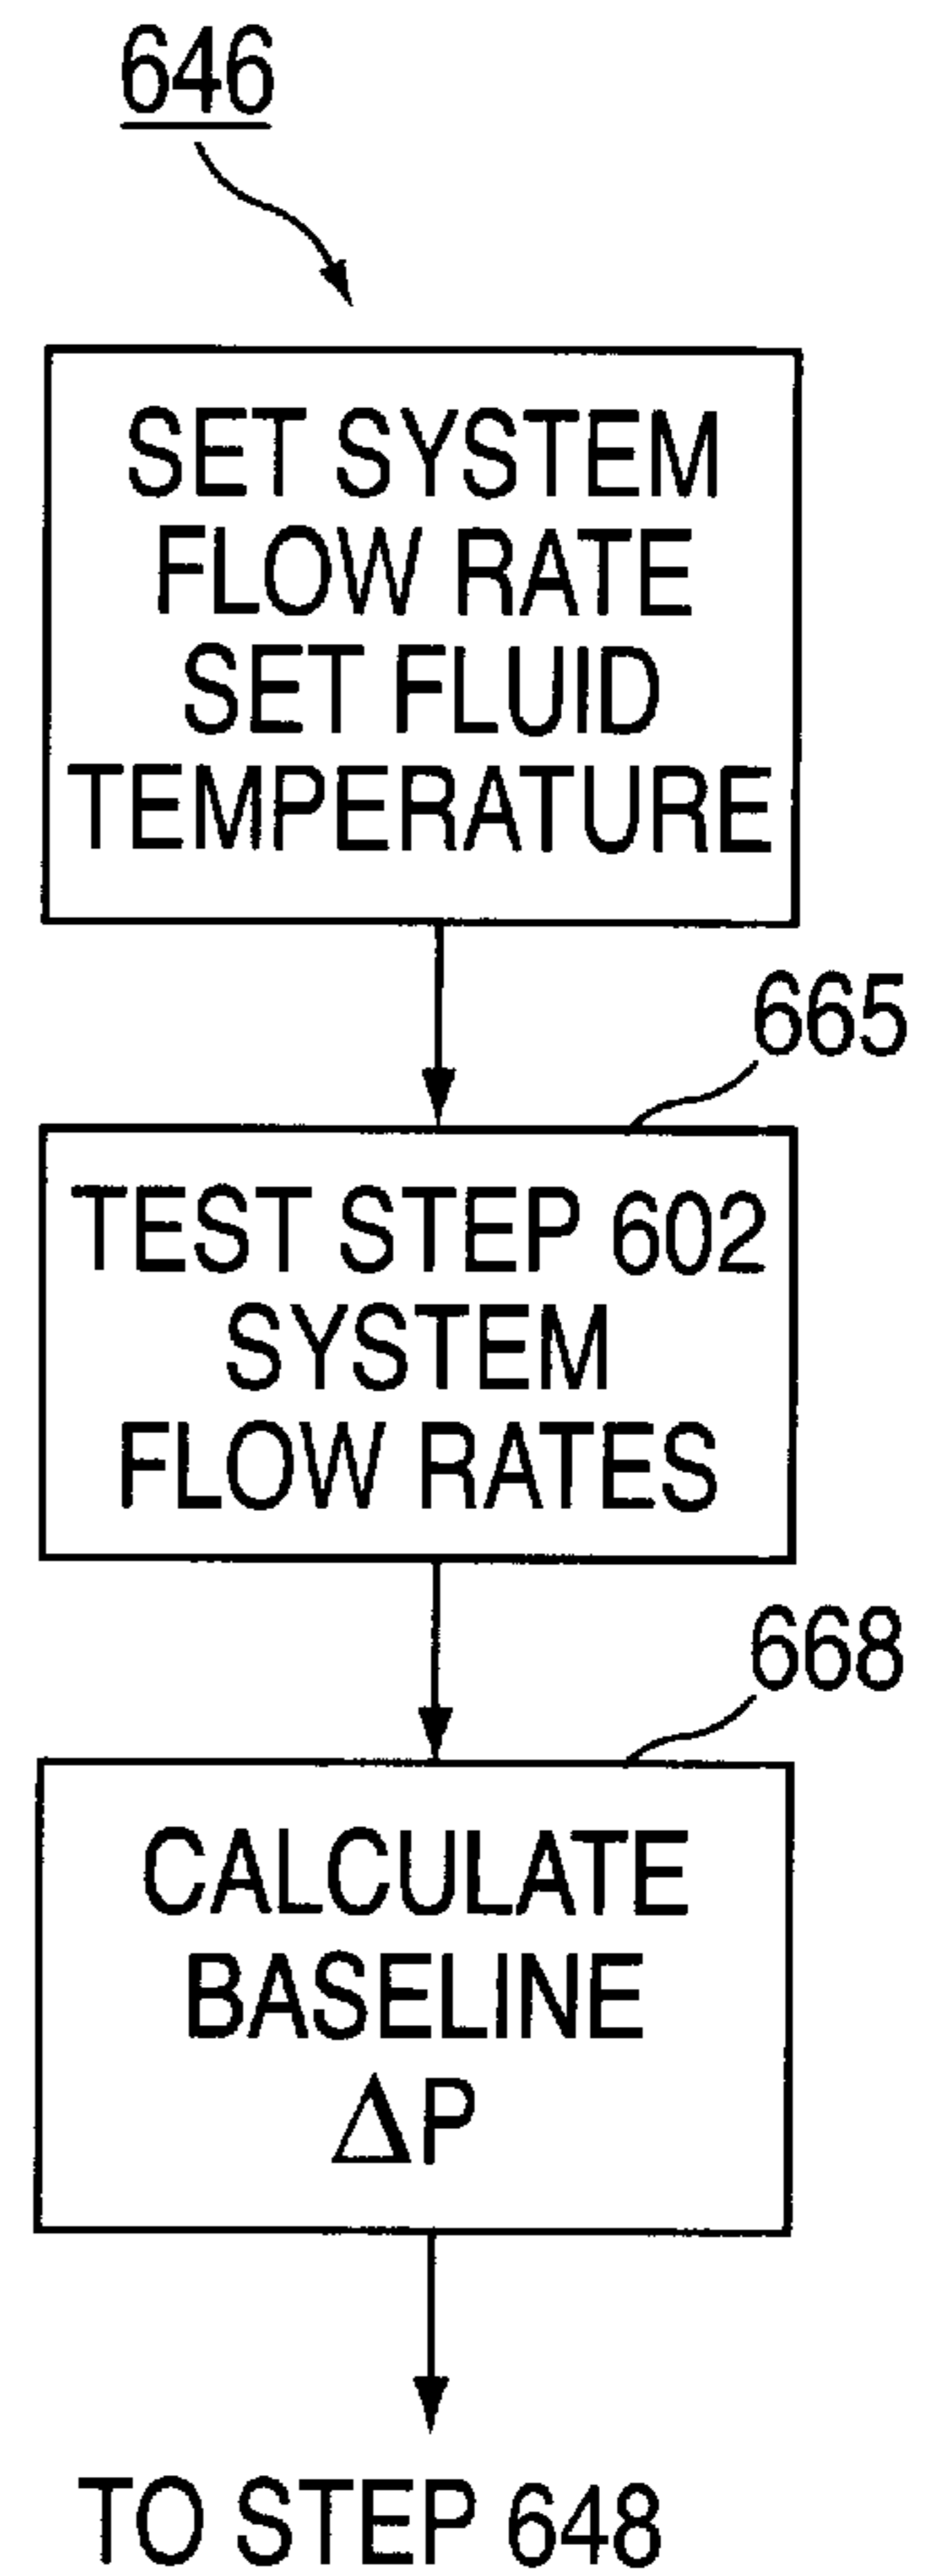 646
SET SYSTEM
FLOW RATE
SET FLUID
TEMPERATURE
665
TEST STEP 602
SYSTEM
FLOW RATES
668
CALCULATE
BASELINE
ΔP
TO STEP 648